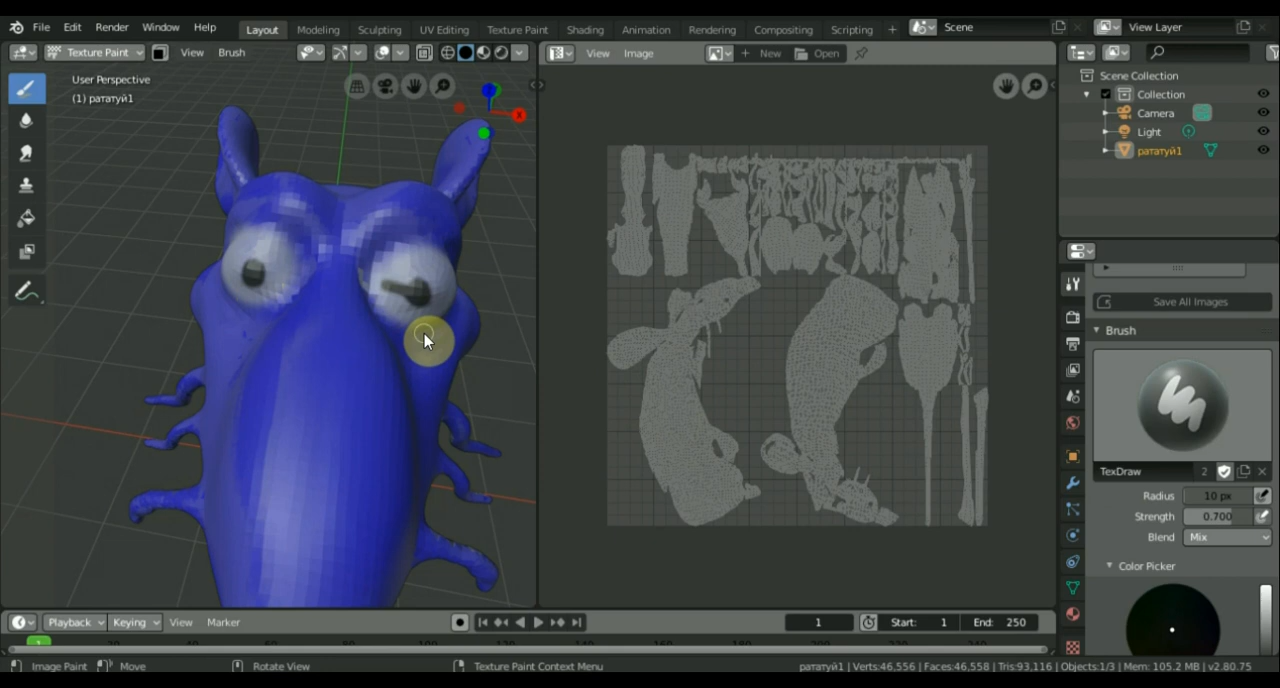 File Edit Render Window Help Layout Modeling Sculpting UV Editing Texture Paint Shading Animation Rendering Compositing Scripting + Scene View Layer
Texture Paint View Brush View Image + New Open
User Perspective
(1) рататуй1
X
Scene Collection
Collection
Camera
Light
рататуй1
Save All Images
Brush
TexDraw 2
Radius 10 px
Strength 0.700
Blend Mix
Color Picker
Playback Keying View Marker 1 Start: 1 End: 250
1
Image Paint Move Rotate View Texture Paint Context Menu рататуй1 | Verts:46,556 | Faces:46,558 | Tris:93,116 | Objects:1/3 | Mem: 105.2 MB | v2.80.75